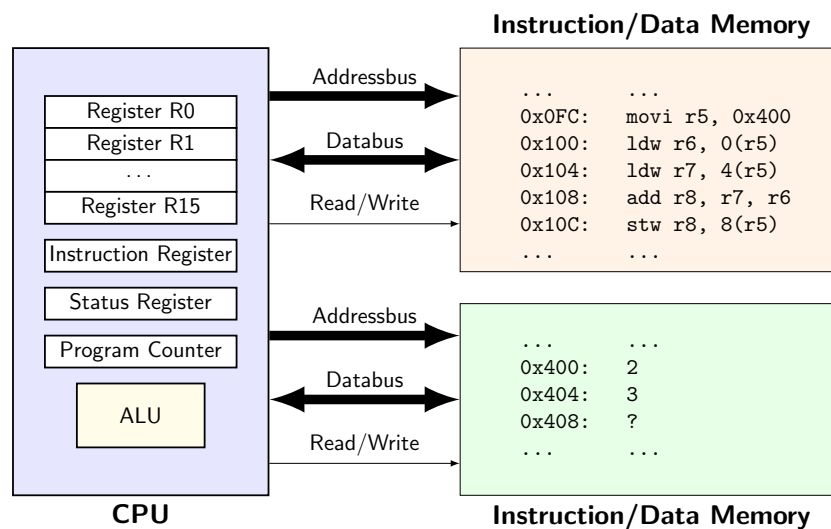 Instruction/Data Memory
Register R0
Register R1
...
Register R15
Instruction Register
Status Register
Program Counter
ALU
CPU
Addressbus
Databus
Read/Write
Addressbus
Databus
Read/Write
... ...
0x0FC: movi r5, 0x400
0x100: ldw r6, 0(r5)
0x104: ldw r7, 4(r5)
0x108: add r8, r7, r6
0x10C: stw r8, 8(r5)
... ...
... ...
0x400: 2
0x404: 3
0x408: ?
... ...
Instruction/Data Memory